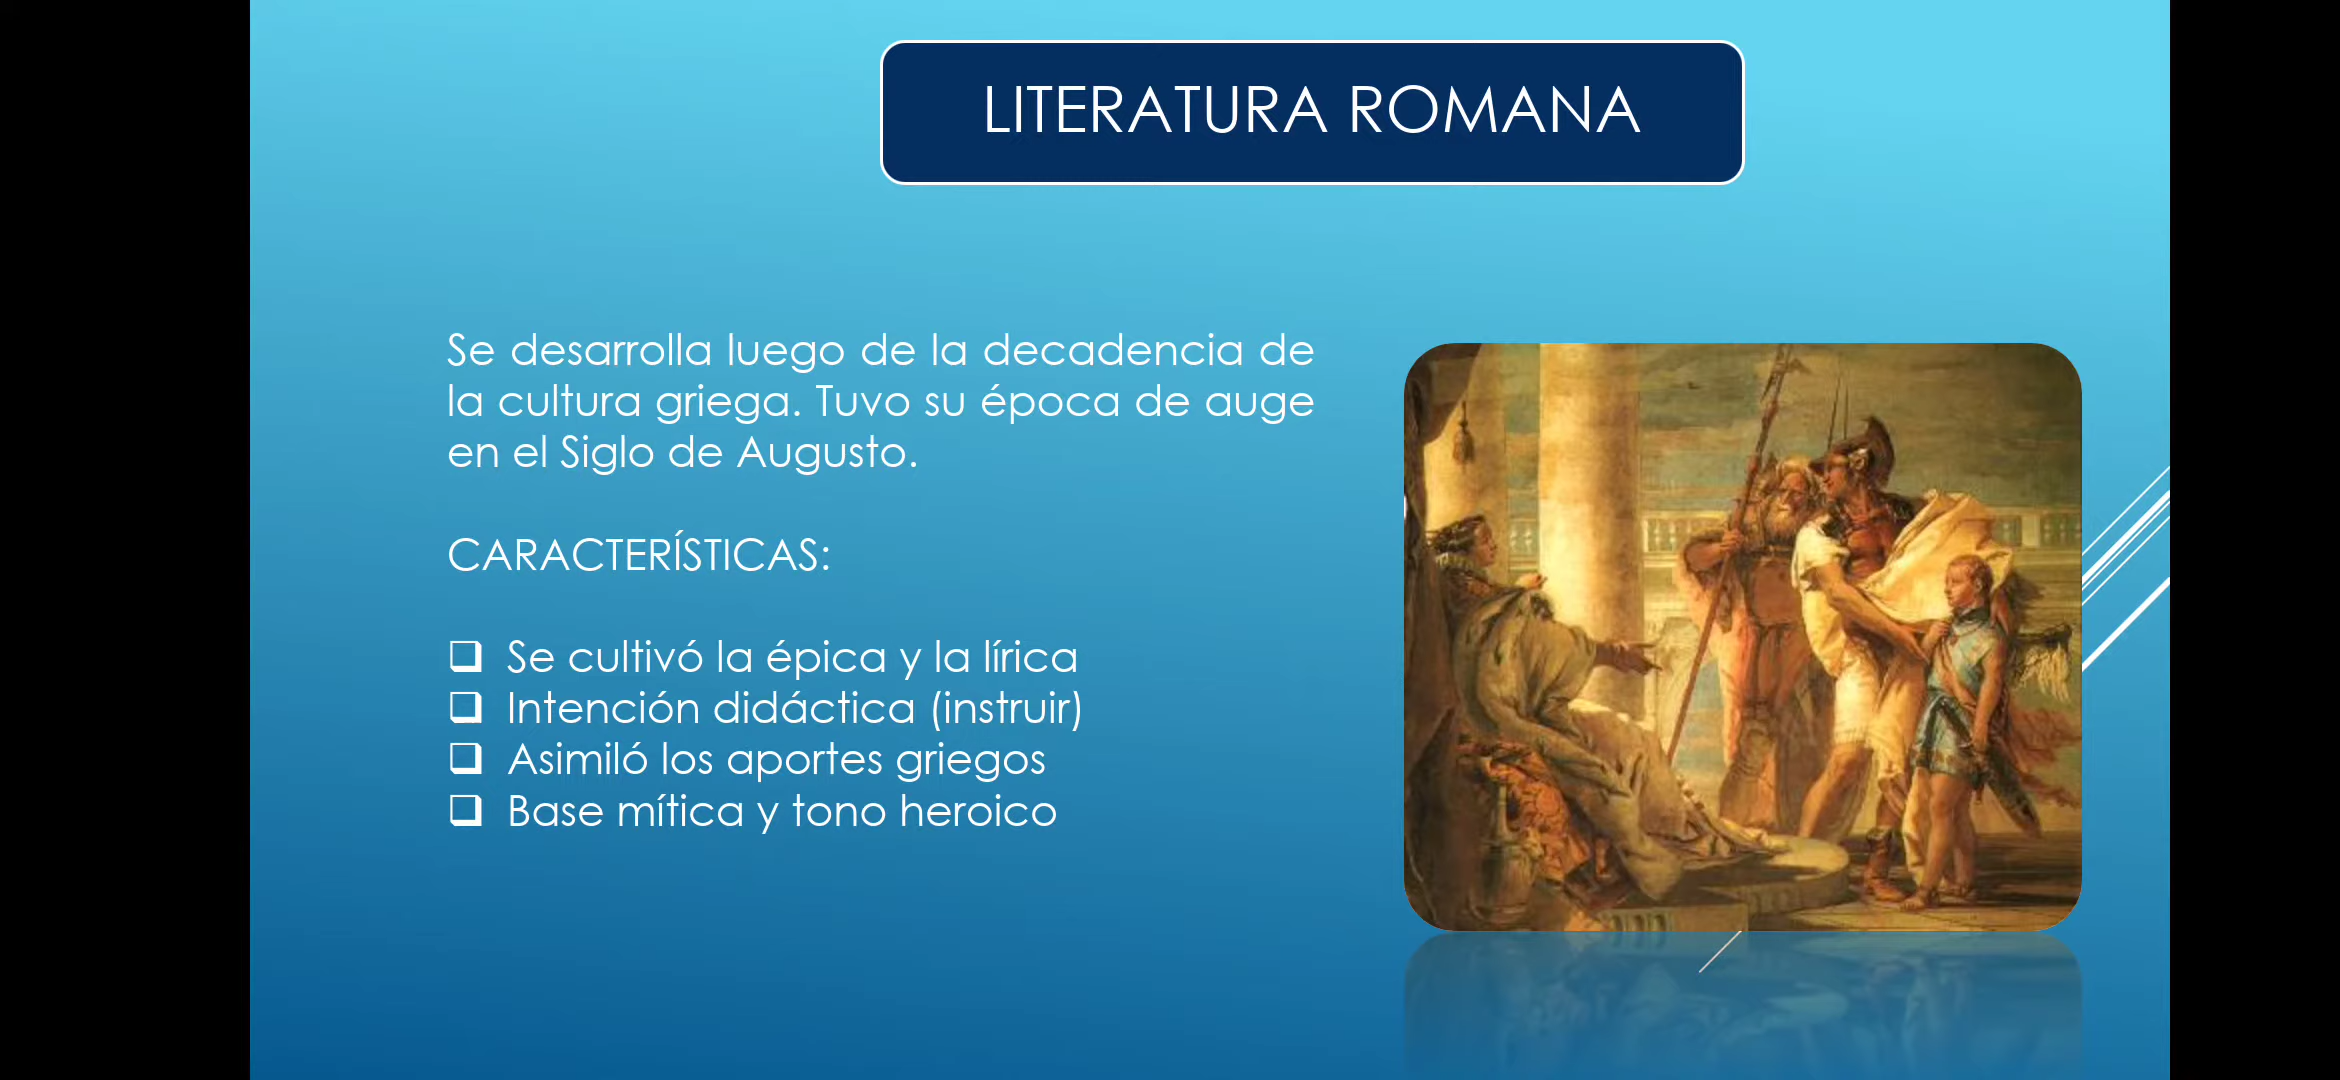 LITERATURA ROMANA
Se desarrolla luego de la decadencia de
la cultura griega. Tuvo su época de auge
en el Siglo de Augusto.
CARACTERÍSTICAS:
❑ Se cultivó la épica y la lírica
❑ Intención didáctica (instruir)
❑ Asimiló los aportes griegos
❑ Base mítica y tono heroico